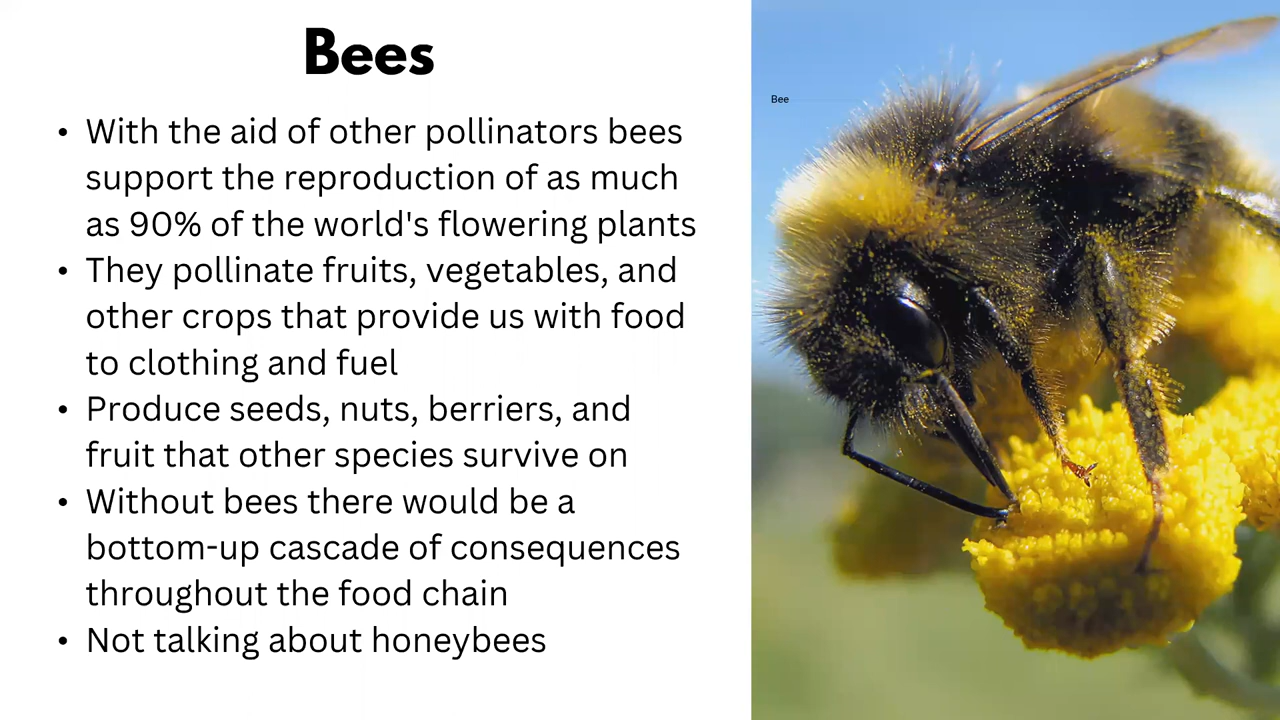 Bees
• With the aid of other pollinators bees
support the reproduction of as much
as 90% of the world's flowering plants
• They pollinate fruits, vegetables, and
other crops that provide us with food
to clothing and fuel
• Produce seeds, nuts, berriers, and
fruit that other species survive on
• Without bees there would be a
bottom-up cascade of consequences
throughout the food chain
• Not talking about honeybees
Bee